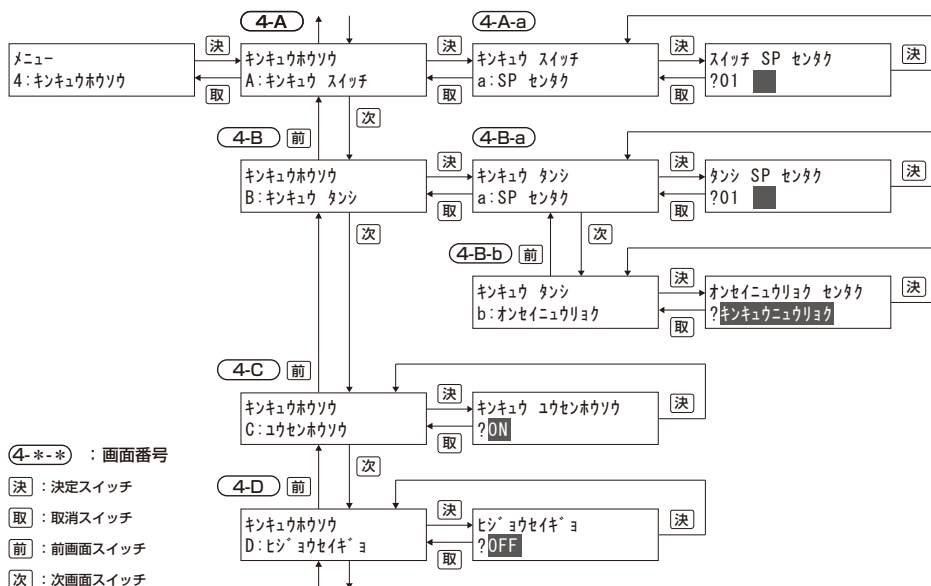 4-A
4-A-a
メニュー
4:キンキュウホウソウ
決
取
キンキュウホウソウ
A:キンキュウ スイッチ
決
取
キンキュウ スイッチ
a:SP センタク
決
取
スイッチ SP センタク
?01
決
次
4-B
前
4-B-a
キンキュウホウソウ
B:キンキュウ タンシ
決
取
キンキュウ タンシ
a:SP センタク
決
取
タンシ SP センタク
?01
決
次
次
4-B-b
前
キンキュウ タンシ
b:オンセイニュウリョク
決
取
オンセイニュウリョク センタク
?キンキュウニュウリョク
決
4-C
前
キンキュウホウソウ
C:ユウセンホウソウ
決
取
キンキュウ ユウセンホウソウ
?ON
決
次
4-D
前
キンキュウホウソウ
D:ヒジョウセイギョ
決
取
ヒジョウセイギョ
?OFF
決
4-*-* :画面番号
決 :決定スイッチ
取 :取消スイッチ
前 :前画面スイッチ
次 :次画面スイッチ